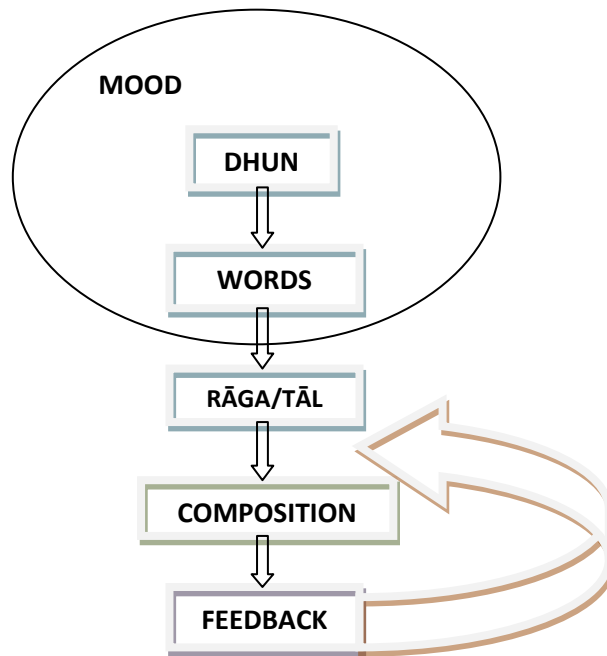 MOOD
DHUN
WORDS
RĀGA/TĀL
COMPOSITION
FEEDBACK